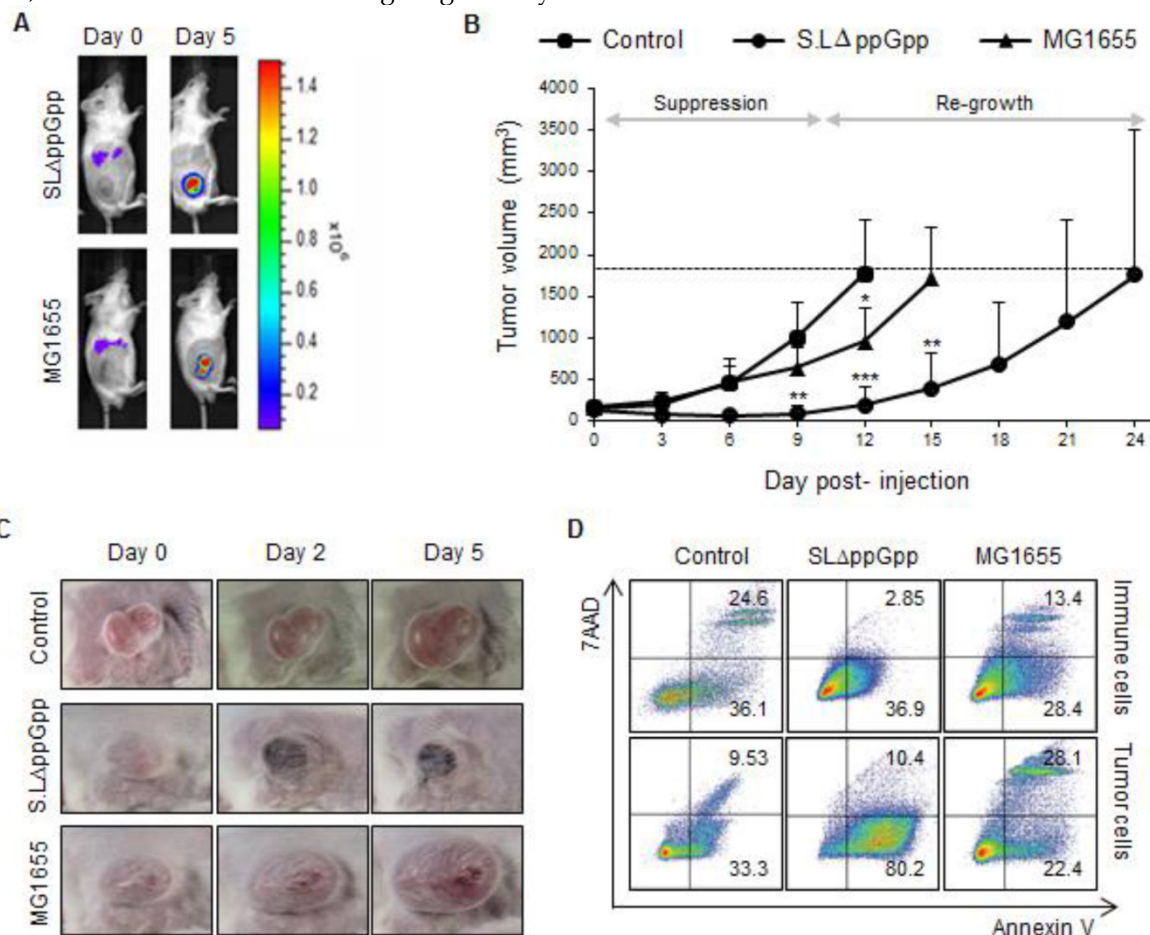 A
Day 0 Day 5
SLΔppGpp
MG1655
1.4
1.2
1.0
0.8
0.6
0.4
0.2
x10⁶
B
Control S.LΔppGpp MG1655
Suppression Re-growth
Tumor volume (mm³)
4000
3500
3000
2500
2000
1500
1000
500
0
*
**
***
**
0 3 6 9 12 15 18 21 24
Day post- injection
C
Day 0 Day 2 Day 5
Control
S.LΔppGpp
MG1655
D
Control SLΔppGpp MG1655
7AAD
24.6 2.85 13.4
36.1 36.9 28.4
Immune cells
9.53 10.4 28.1
33.3 80.2 22.4
Tumor cells
Annexin V